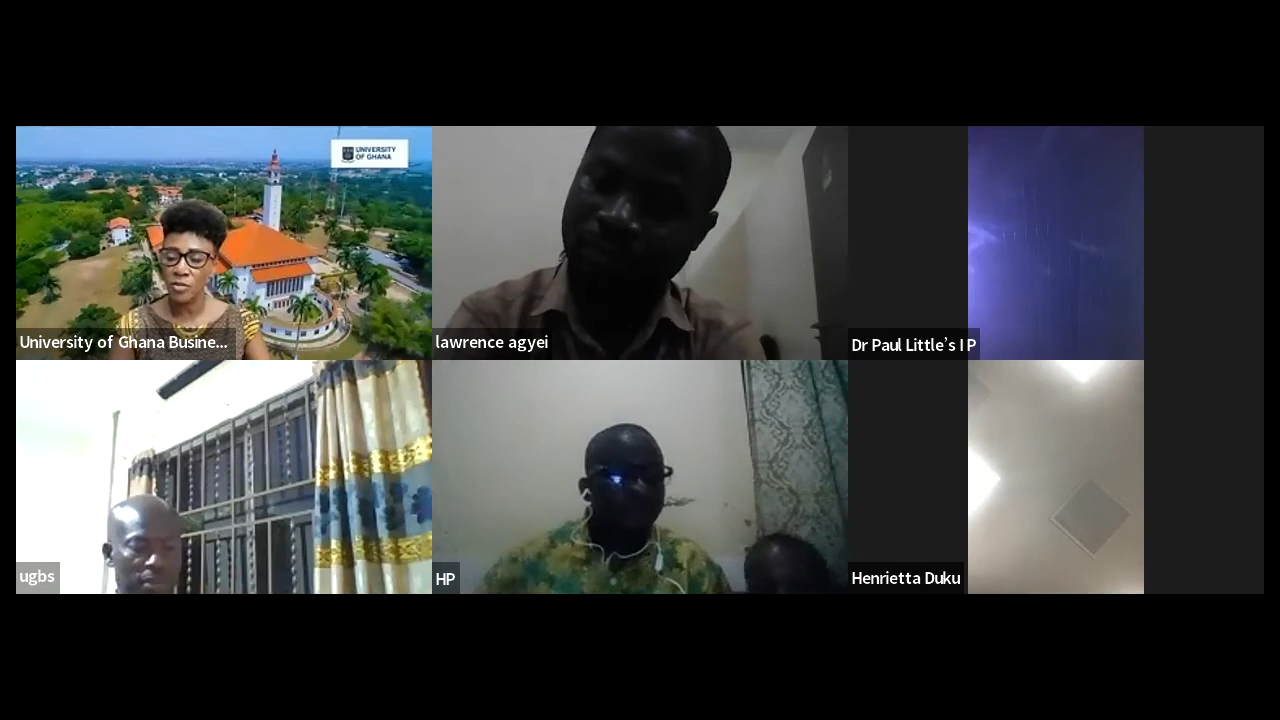 UNIVERSITY
OF GHANA
University of Ghana Busine...
lawrence agyei
Dr Paul Little's I P
ugbs
HP
Henrietta Duku